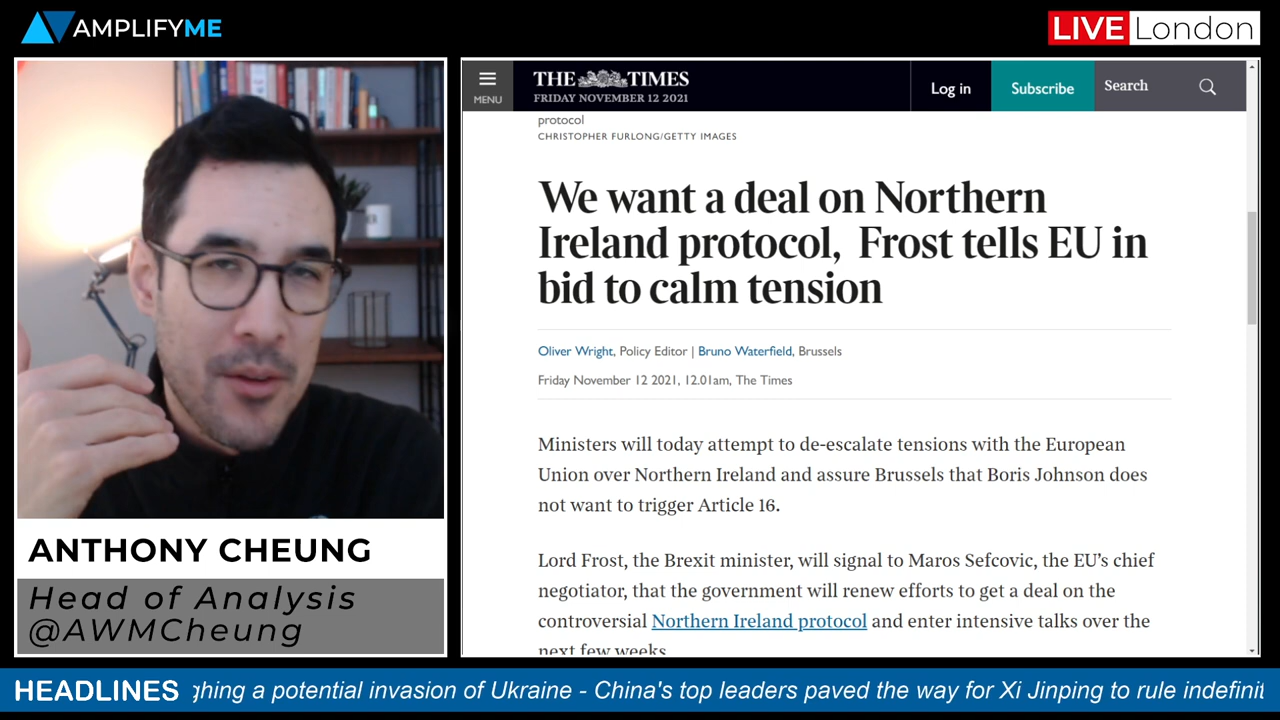 AMPLIFYME
LIVE London
MENU
THE TIMES
FRIDAY NOVEMBER 12 2021
Log in
Subscribe
Search
protocol
CHRISTOPHER FURLONG/GETTY IMAGES
We want a deal on Northern
Ireland protocol, Frost tells EU in
bid to calm tension
Oliver Wright, Policy Editor | Bruno Waterfield, Brussels
Friday November 12 2021, 12.01am, The Times
Ministers will today attempt to de-escalate tensions with the European
Union over Northern Ireland and assure Brussels that Boris Johnson does
not want to trigger Article 16.
Lord Frost, the Brexit minister, will signal to Maros Sefcovic, the EU's chief
negotiator, that the government will renew efforts to get a deal on the
controversial Northern Ireland protocol and enter intensive talks over the
next few weeks
ANTHONY CHEUNG
Head of Analysis
@AWMCheung
HEADLINES ghing a potential invasion of Ukraine - China's top leaders paved the way for Xi Jinping to rule indefinit